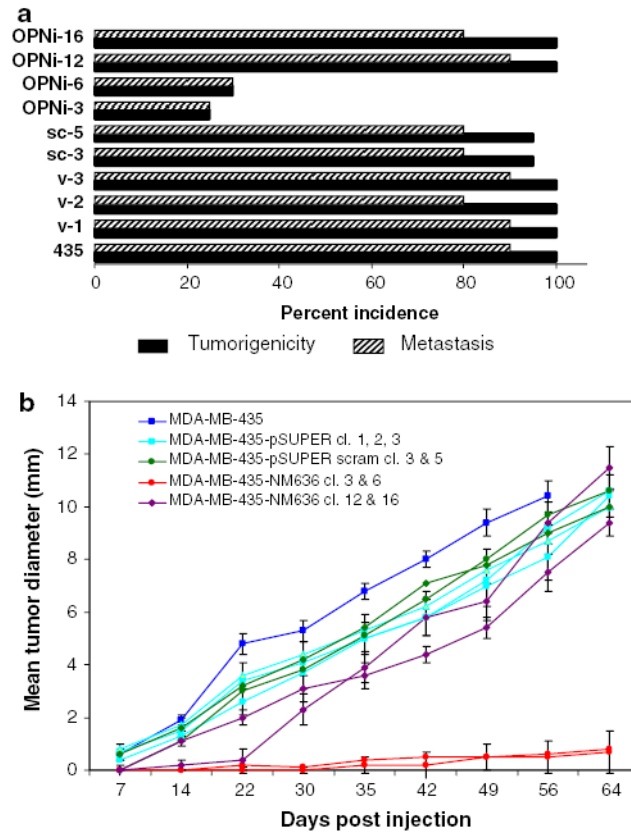 a
OPNi-16
OPNi-12
OPNi-6
OPNi-3
sc-5
sc-3
v-3
v-2
v-1
435
0 20 40 60 80 100
Percent incidence
Tumorigenicity Metastasis
b
14
12
10
8
6
4
2
0
Mean tumor diameter (mm)
MDA-MB-435
MDA-MB-435-pSUPER cl. 1, 2, 3
MDA-MB-435-pSUPER scram cl. 3 & 5
MDA-MB-435-NM636 cl. 3 & 6
MDA-MB-435-NM636 cl. 12 & 16
7 14 22 30 35 42 49 56 64
Days post injection